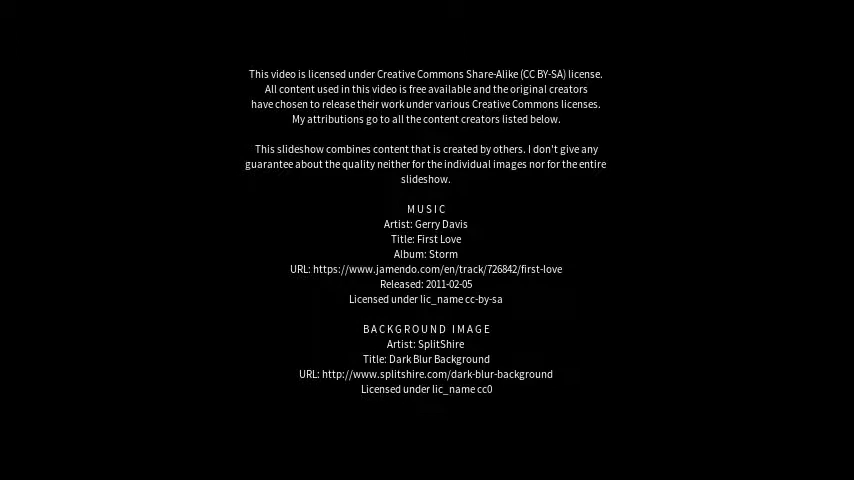 This video is licensed under Creative Commons Share-Alike (CC BY-SA) license.
All content used in this video is free available and the original creators
have chosen to release their work under various Creative Commons licenses.
My attributions go to all the content creators listed below.
This slideshow combines content that is created by others. I don't give any
guarantee about the quality neither for the individual images nor for the entire
slideshow.
MUSIC
Artist: Gerry Davis
Title: First Love
Album: Storm
URL: https://www.jamendo.com/en/track/726842/first-love
Released: 2011-02-05
Licensed under lic_name cc-by-sa
BACKGROUND IMAGE
Artist: SplitShire
Title: Dark Blur Background
URL: http://www.splitshire.com/dark-blur-background
Licensed under lic_name cc0